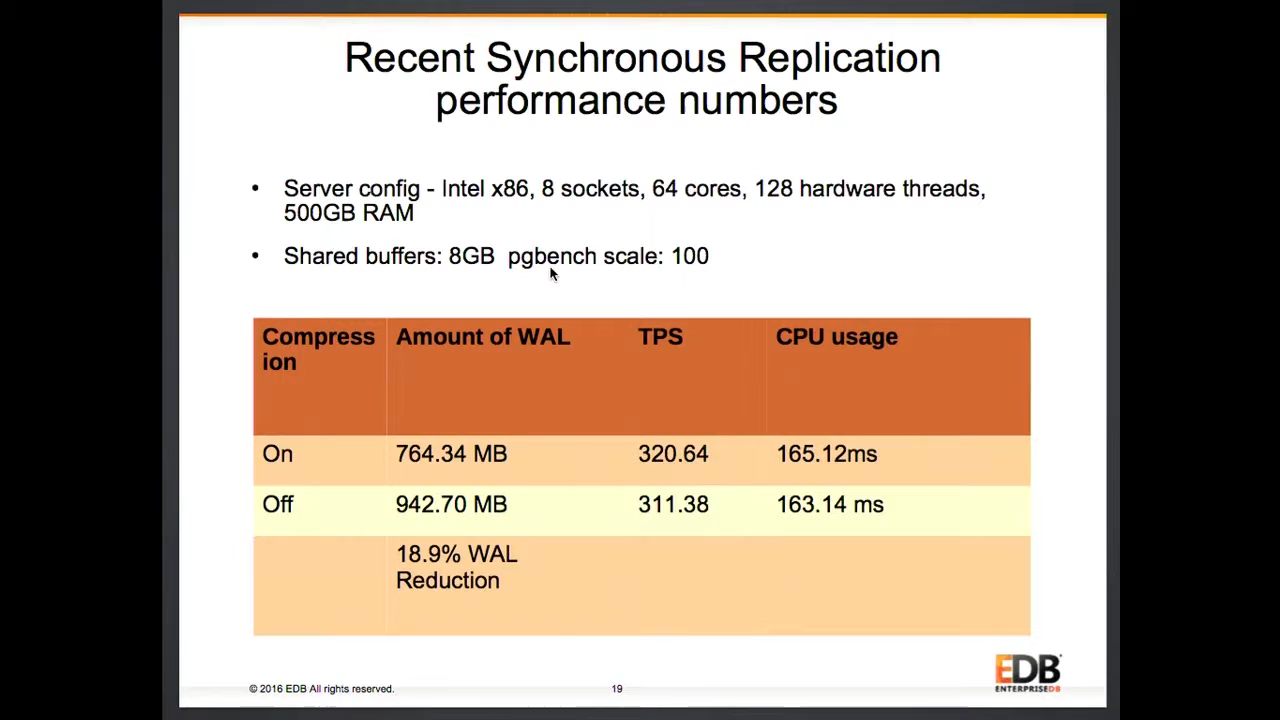 Recent Synchronous Replication
performance numbers
• Server config - Intel x86, 8 sockets, 64 cores, 128 hardware threads,
500GB RAM
• Shared buffers: 8GB pgbench scale: 100
Compress
ion
Amount of WAL
TPS
CPU usage
On
764.34 MB
320.64
165.12ms
Off
942.70 MB
311.38
163.14 ms
18.9% WAL
Reduction
© 2016 EDB All rights reserved.
19
EDB
ENTERPRISEDB